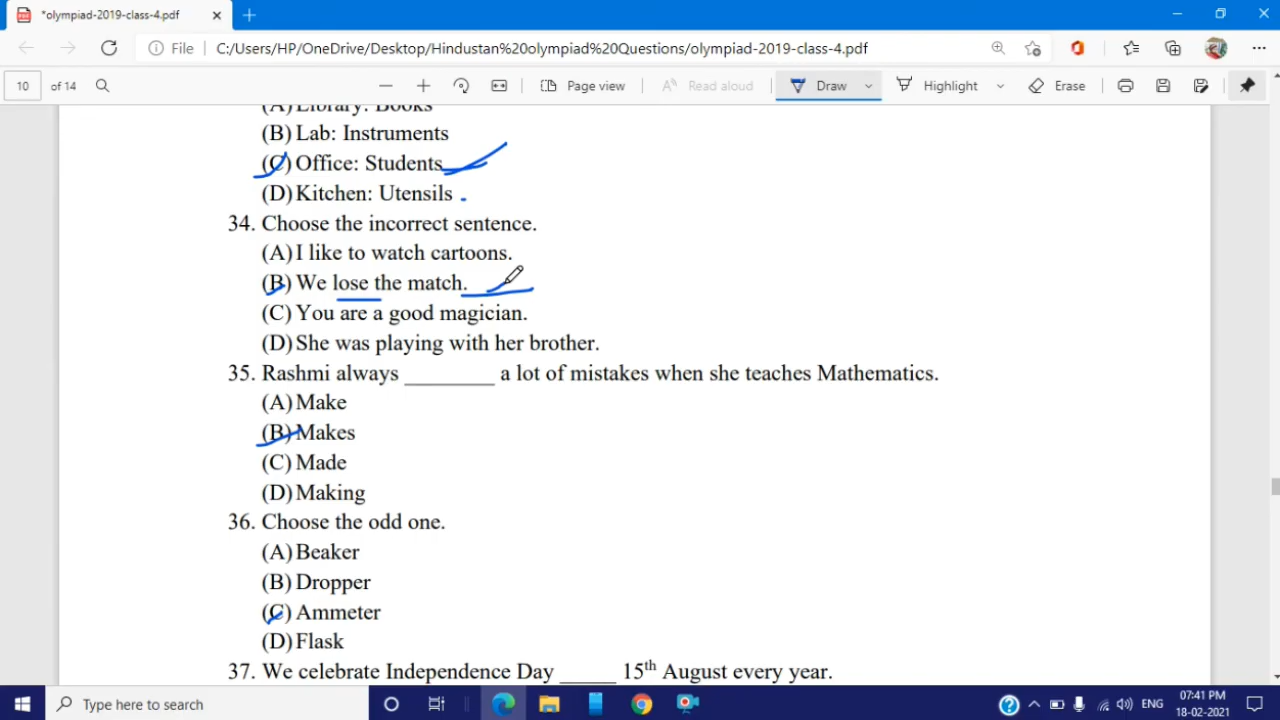 *olympiad-2019-class-4.pdf
File C:/Users/HP/OneDrive/Desktop/Hindustan%20olympiad%20Questions/olympiad-2019-class-4.pdf
10 of 14 Page view Read aloud Draw Highlight Erase
(A) Library: Books
(B) Lab: Instruments
(C) Office: Students
(D) Kitchen: Utensils
34. Choose the incorrect sentence.
(A) I like to watch cartoons.
(B) We lose the match.
(C) You are a good magician.
(D) She was playing with her brother.
35. Rashmi always ________ a lot of mistakes when she teaches Mathematics.
(A) Make
(B) Makes
(C) Made
(D) Making
36. Choose the odd one.
(A) Beaker
(B) Dropper
(C) Ammeter
(D) Flask
37. We celebrate Independence Day _____ 15th August every year.
Type here to search
ENG
07:41 PM
18-02-2021